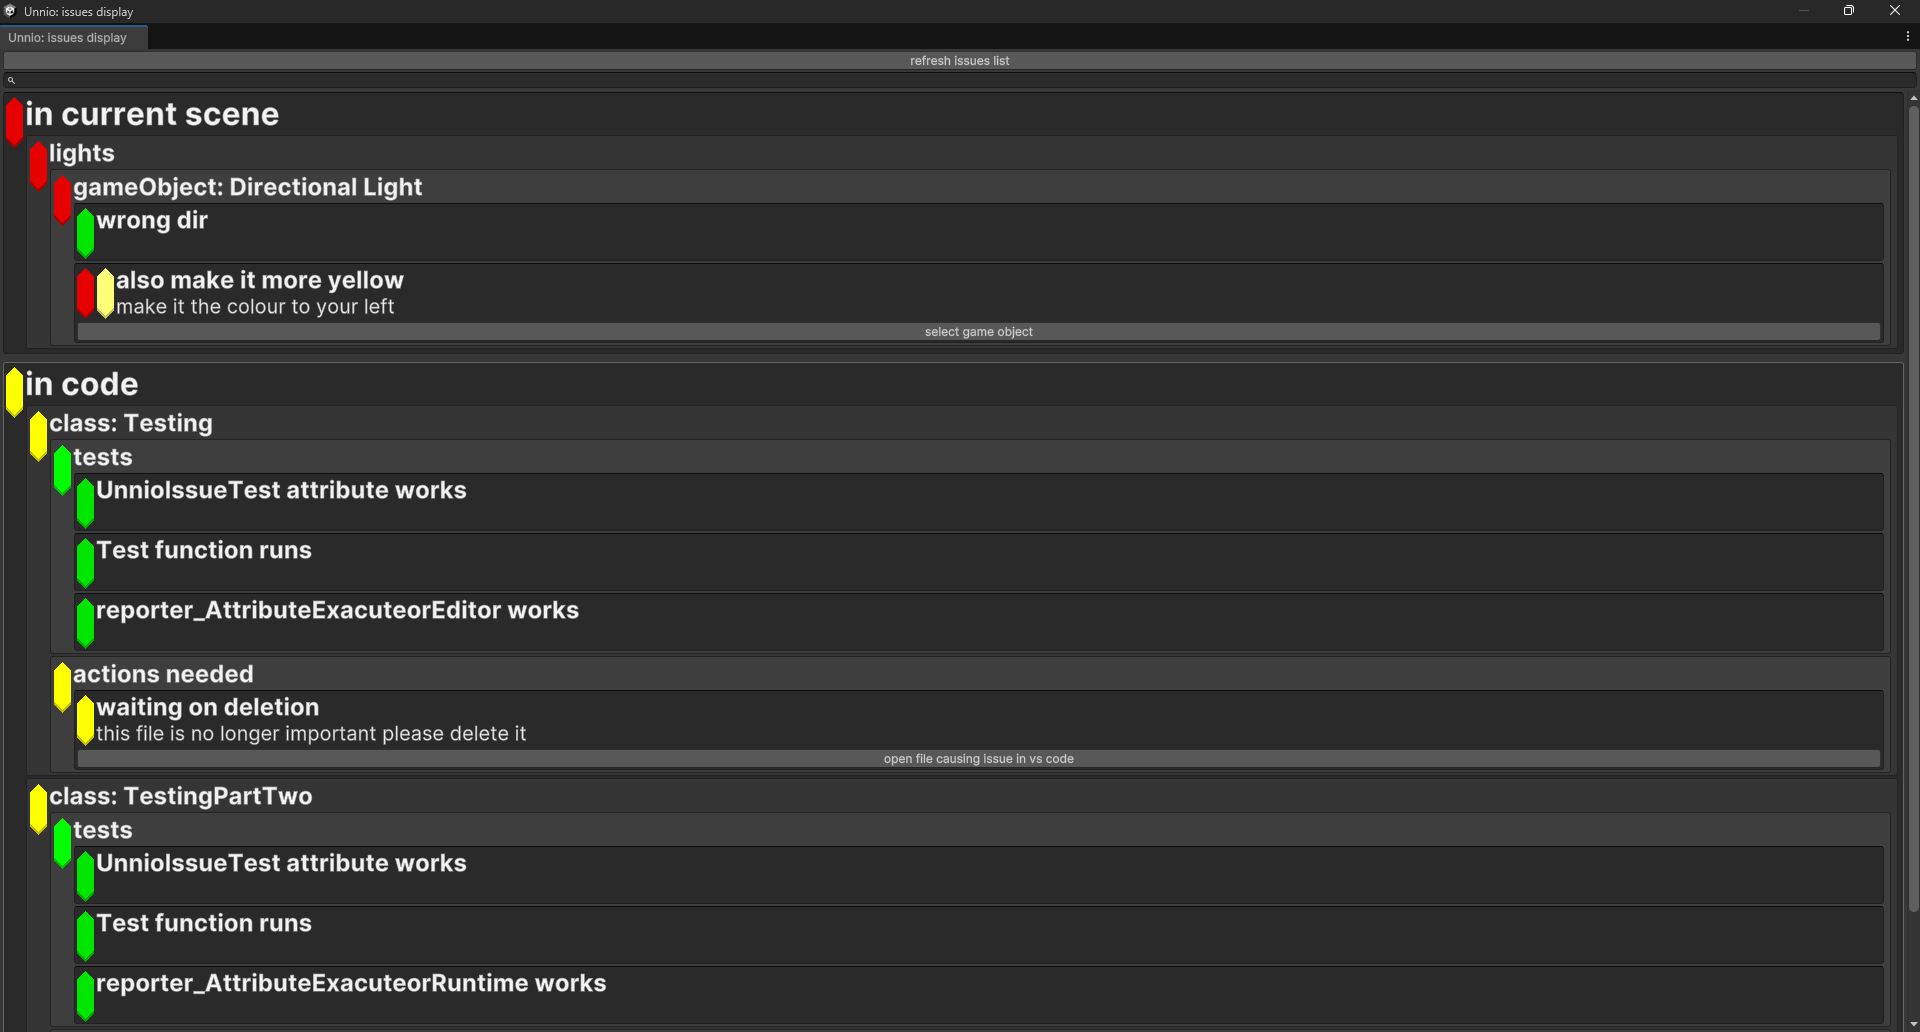 Unnio: issues display
Unnio: issues display
refresh issues list
in current scene
lights
gameObject: Directional Light
wrong dir
also make it more yellow
make it the colour to your left
select game object
in code
class: Testing
tests
UnnioIssueTest attribute works
Test function runs
reporter_AttributeExacuteorEditor works
actions needed
waiting on deletion
this file is no longer important please delete it
open file causing issue in vs code
class: TestingPartTwo
tests
UnnioIssueTest attribute works
Test function runs
reporter_AttributeExacuteorRuntime works